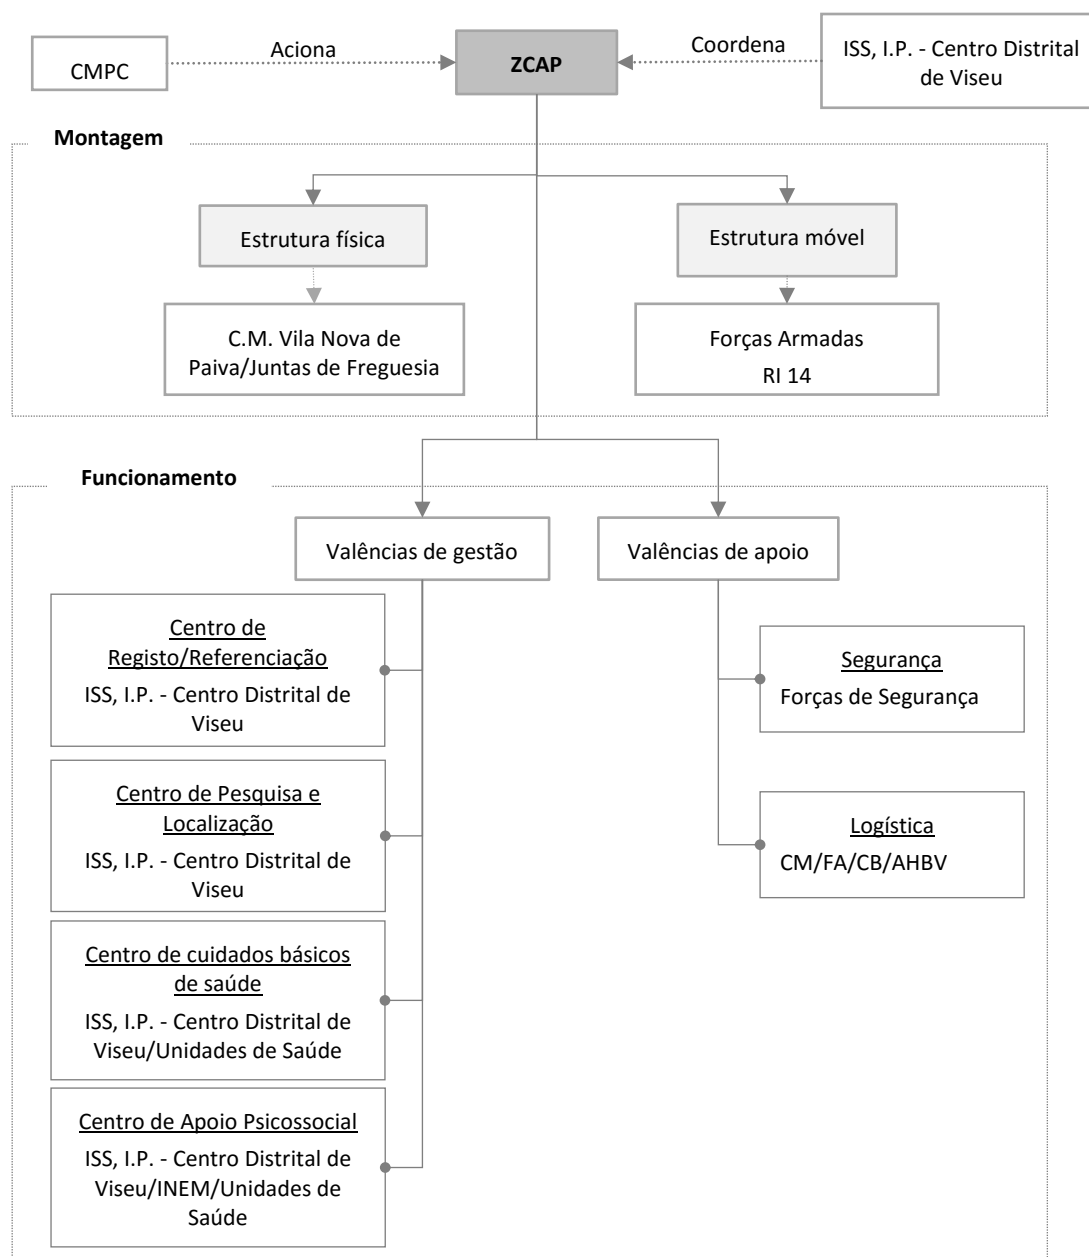 Aciona
Coordena
CMPC
ZCAP
ISS, I.P. - Centro Distrital
de Viseu
Montagem
Estrutura física
Estrutura móvel
C.M. Vila Nova de
Paiva/Juntas de Freguesia
Forças Armadas
RI 14
Funcionamento
Valências de gestão
Valências de apoio
Centro de
Registo/Referenciação
ISS, I.P. - Centro Distrital de
Viseu
Segurança
Forças de Segurança
Centro de Pesquisa e
Localização
ISS, I.P. - Centro Distrital de
Viseu
Logística
CM/FA/CB/AHBV
Centro de cuidados básicos
de saúde
ISS, I.P. - Centro Distrital de
Viseu/Unidades de Saúde
Centro de Apoio Psicossocial
ISS, I.P. - Centro Distrital de
Viseu/INEM/Unidades de
Saúde